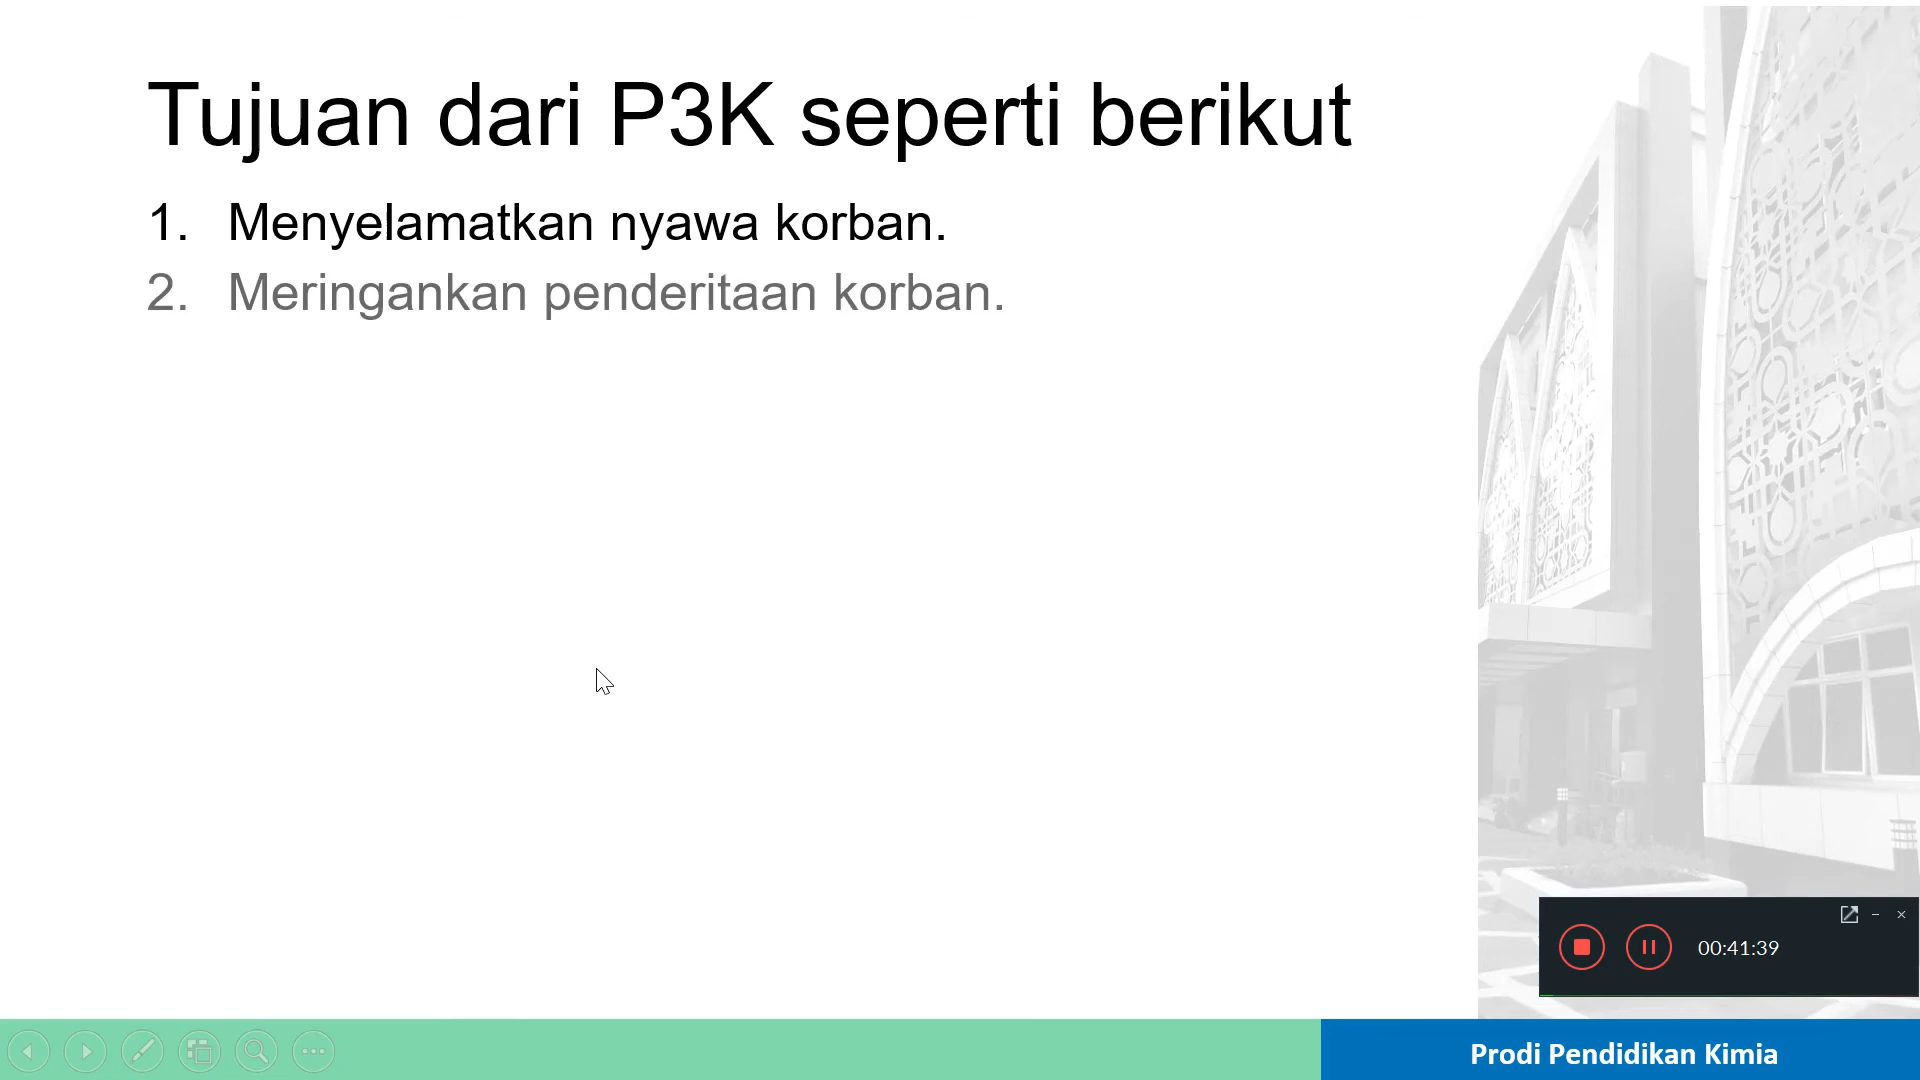 Tujuan dari P3K seperti berikut
1. Menyelamatkan nyawa korban.
2. Meringankan penderitaan korban.
00:41:39
Prodi Pendidikan Kimia